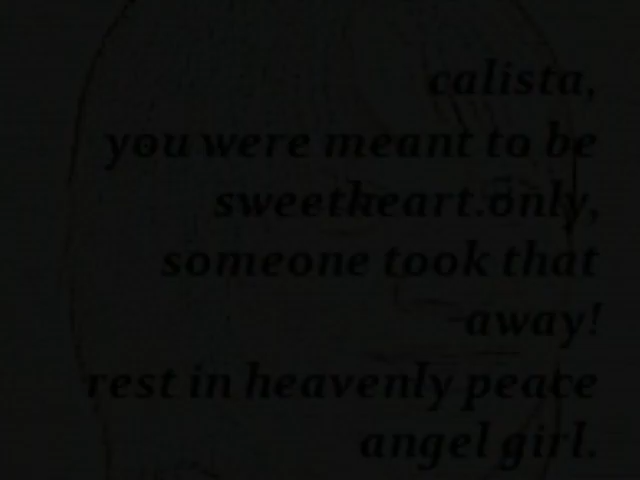 calista,
you were meant to be
sweetheart.only,
someone took that
away!
rest in heavenly peace
angel girl.